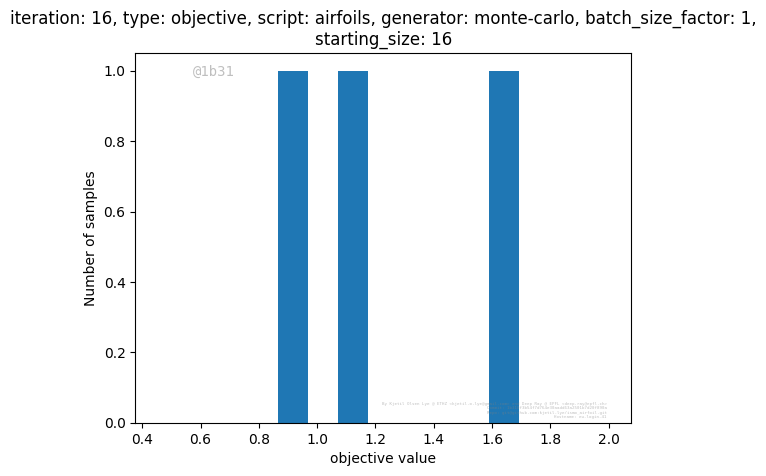 iteration: 16, type: objective, script: airfoils, generator: monte-carlo, batch_size_factor: 1,
starting_size: 16
@1b31
1.0
0.8
0.6
0.4
0.2
0.0
Number of samples
0.4 0.6 0.8 1.0 1.2 1.4 1.6 1.8 2.0
objective value